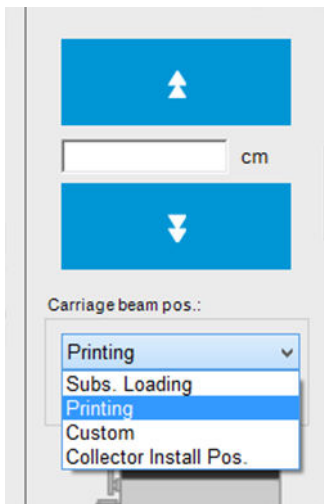 cm
Carriage beam pos.:
Printing
Subs. Loading
Printing
Custom
Collector Install Pos.